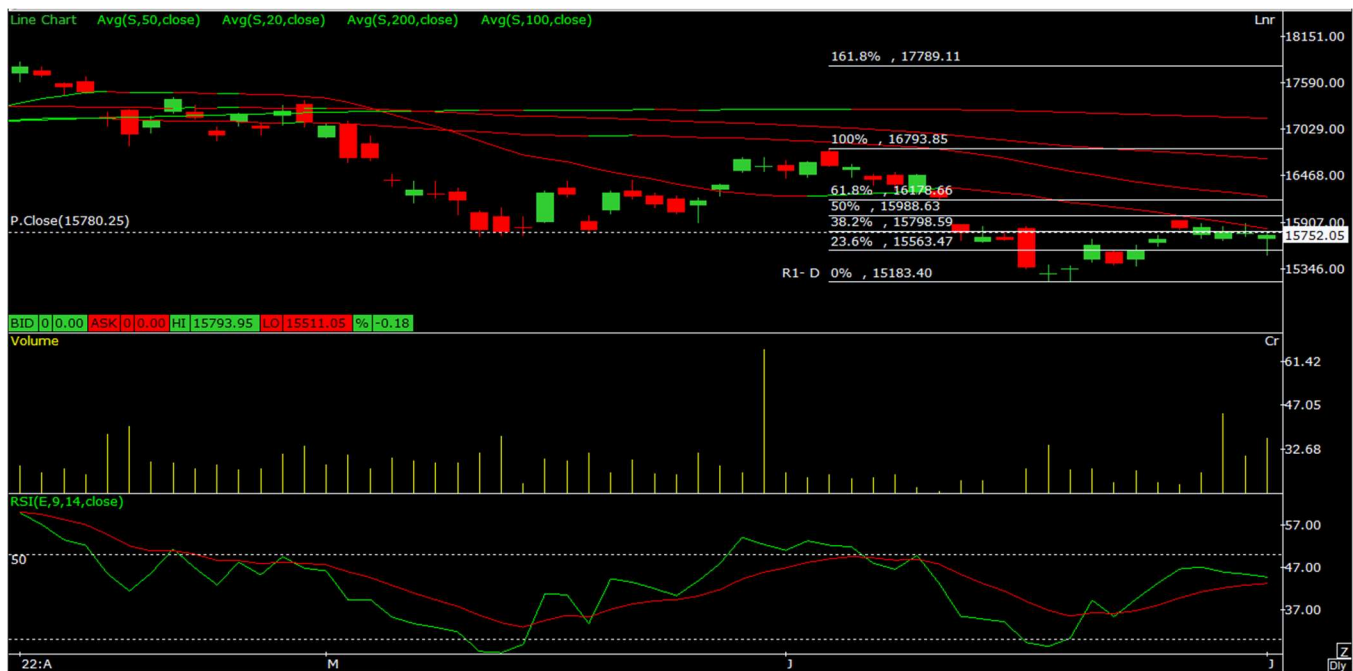 Line Chart Avg(S,50,close) Avg(S,20,close) Avg(S,200,close) Avg(S,100,close) Lnr
18151.00
161.8% , 17789.11
17590.00
17029.00
100% , 16793.85
16468.00
61.8% , 16178.66
50% , 15988.63
P.Close(15780.25)
38.2% , 15798.59
15907.00
15752.05
23.6% , 15563.47
R1- D 0% , 15183.40
15346.00
BID 0 0.00 ASK 0 0.00 HI 15793.95 LO 15511.05 % -0.18
Volume Cr
61.42
47.05
32.68
RSI(E,9,14,close)
57.00
50
47.00
37.00
22:A M J J
Z
Dly